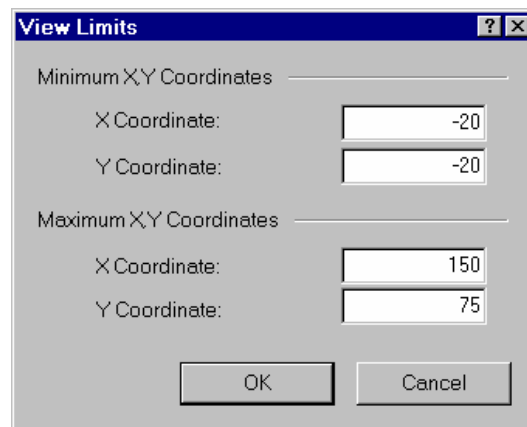 View Limits ? X
Minimum X,Y Coordinates
X Coordinate: -20
Y Coordinate: -20
Maximum X,Y Coordinates
X Coordinate: 150
Y Coordinate: 75
OK Cancel